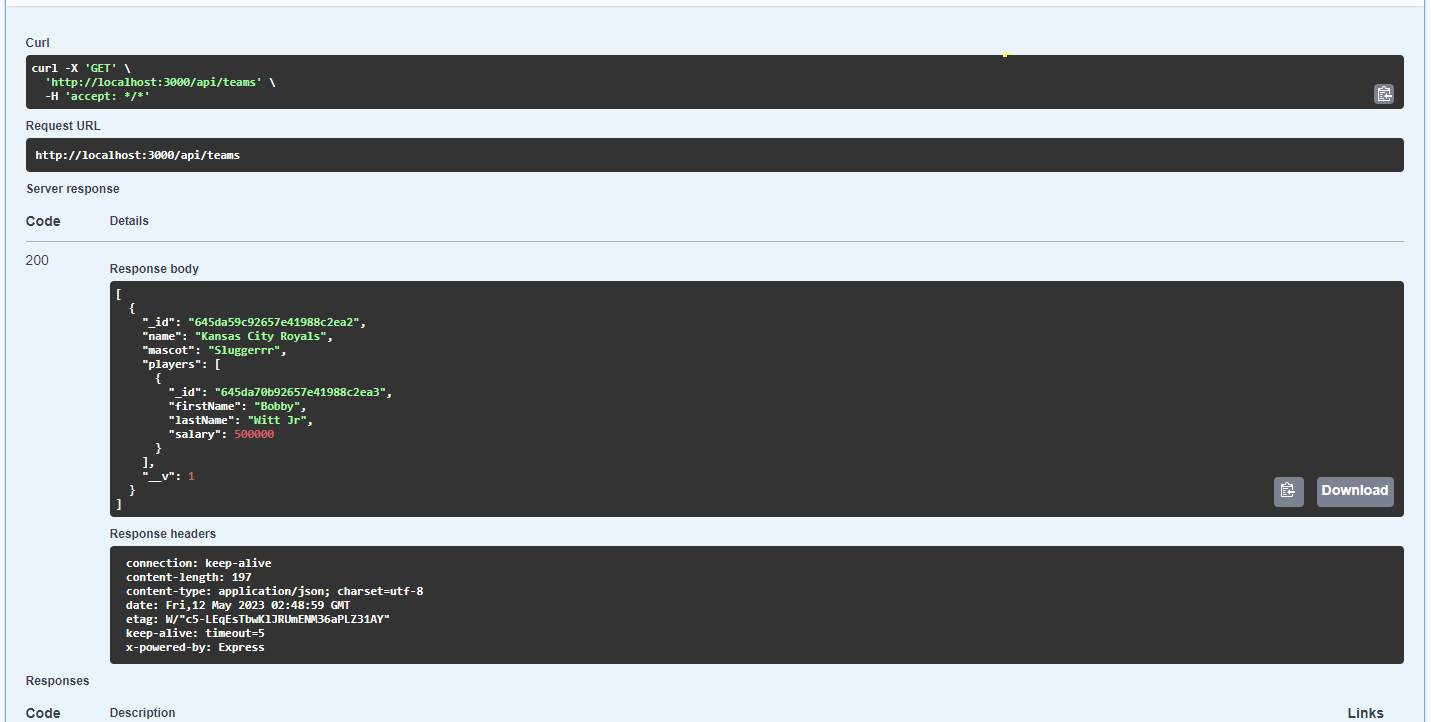 Curl
curl -X 'GET' \
  'http://localhost:3000/api/teams' \
  -H 'accept: */*'
Request URL
http://localhost:3000/api/teams
Server response
Code Details
200
Response body
[
  {
    "_id": "645da59c92657e41988c2ea2",
    "name": "Kansas City Royals",
    "mascot": "Sluggerrr",
    "players": [
      {
        "_id": "645da70b92657e41988c2ea3",
        "firstName": "Bobby",
        "lastName": "Witt Jr",
        "salary": 500000
      }
    ],
    "__v": 1
  }
]
Download
Response headers
connection: keep-alive
content-length: 197
content-type: application/json; charset=utf-8
date: Fri,12 May 2023 02:48:59 GMT
etag: W/"c5-LEqEsTbwKlJRUmENM36aPLZ31AY"
keep-alive: timeout=5
x-powered-by: Express
Responses
Code Description Links